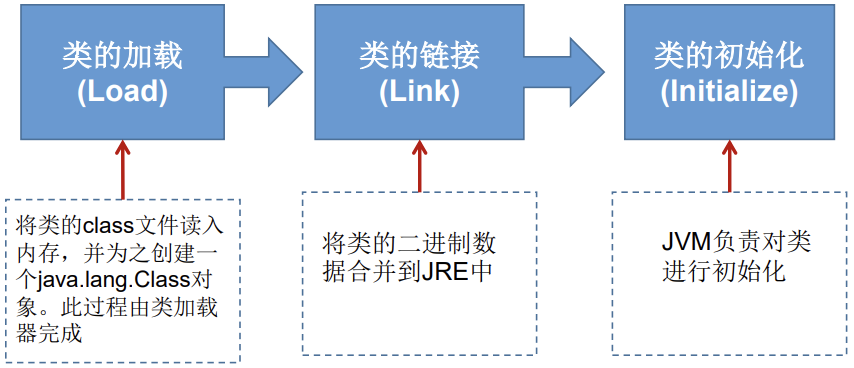 类的加载
(Load)
类的链接
(Link)
类的初始化
(Initialize)
将类的class文件读入
内存，并为之创建一
个java.lang.Class对
象。此过程由类加载
器完成
将类的二进制数
据合并到JRE中
JVM负责对类
进行初始化